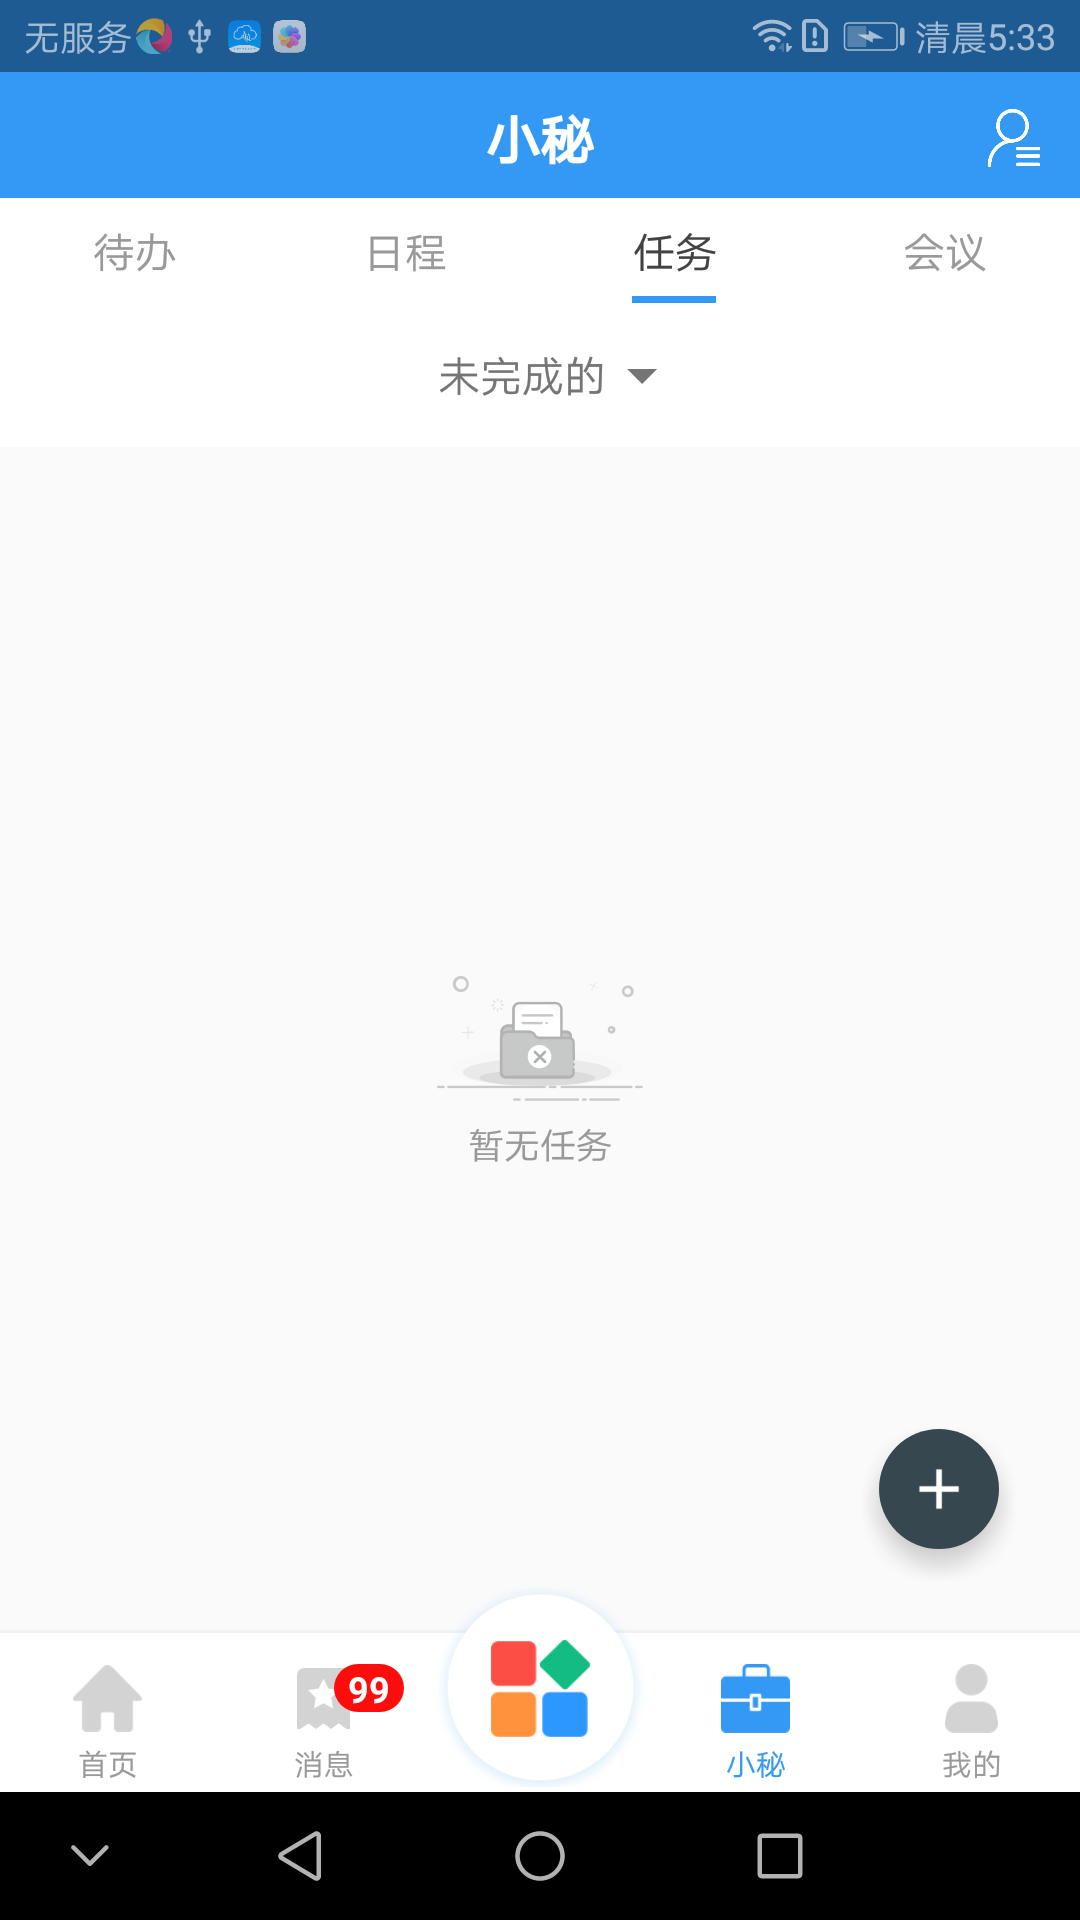 无服务 清晨5:33
小秘
待办 日程 任务 会议
未完成的
暂无任务
99
首页 消息 小秘 我的